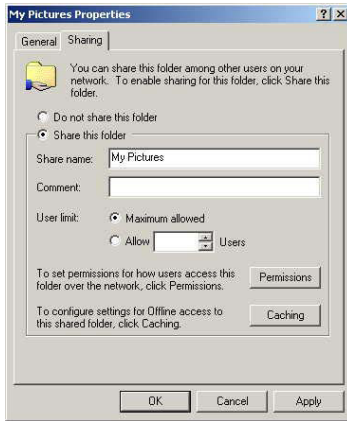 My Pictures Properties
General Sharing
You can share this folder among other users on your
network. To enable sharing for this folder, click Share this
folder.
Do not share this folder
Share this folder
Share name: My Pictures
Comment:
User limit: Maximum allowed
Allow Users
To set permissions for how users access this
folder over the network, click Permissions.
Permissions
To configure settings for Offline access to
this shared folder, click Caching.
Caching
OK Cancel Apply